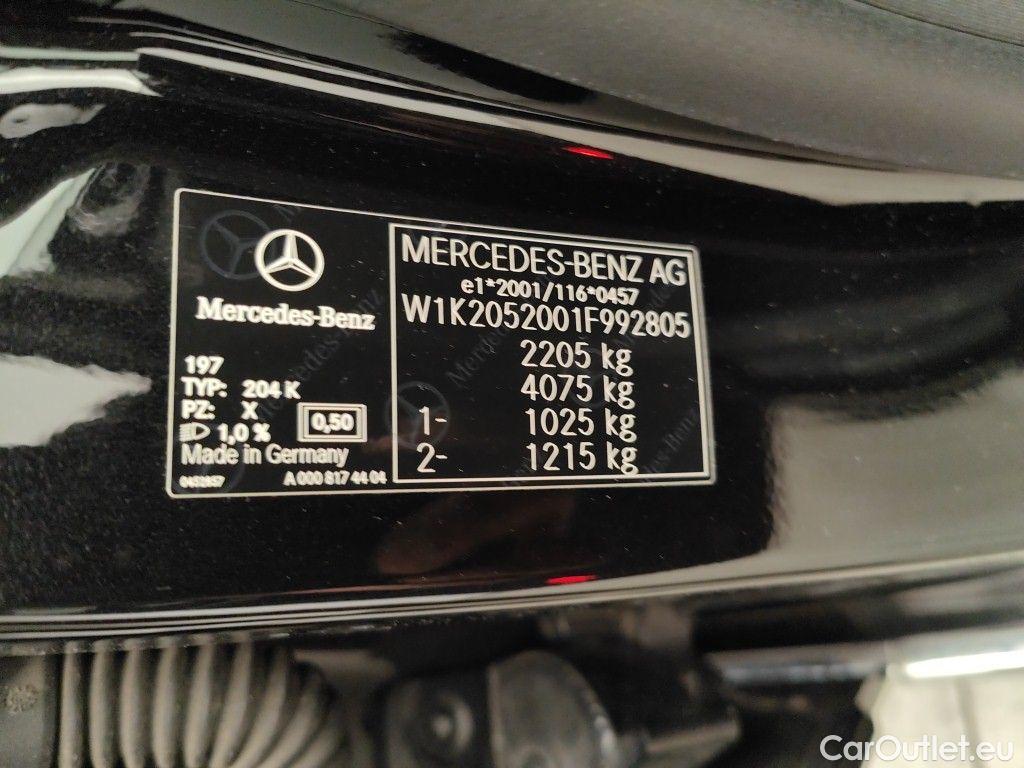 Mercedes-Benz
197
TYP: 204 K
PZ: X
0,50
1,0 %
Made in Germany
A 000 817 44 04
MERCEDES-BENZ AG
e1*2001/116*0457
W1K2052001F992805
2205 kg
4075 kg
1- 1025 kg
2- 1215 kg
CarOutlet.eu